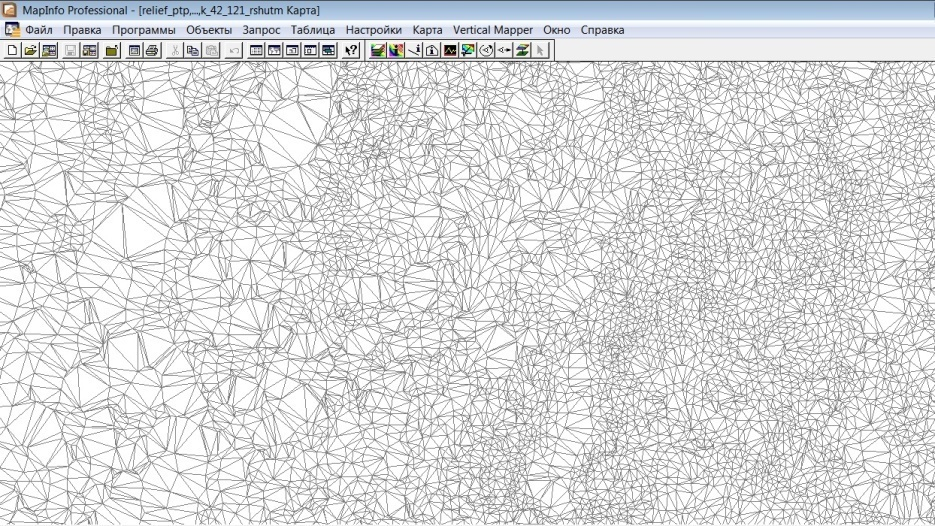 MapInfo Professional - [relief_ptp,...,k_42_121_rshutm Карта]
Файл Правка Программы Объекты Запрос Таблица Настройки Карта Vertical Mapper Окно Справка